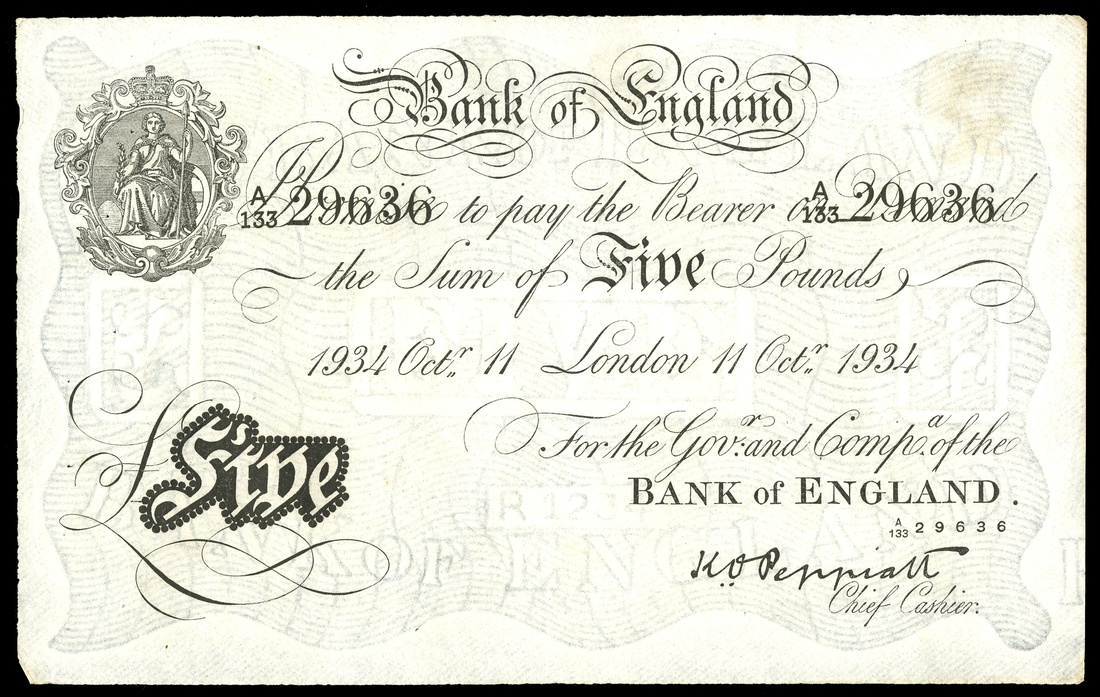 Bank of England
A/133 29636 Promise to pay the Bearer on Demand A/133 29636
the Sum of Five Pounds
1934 Octr. 11 London 11 Octr. 1934
For the Govr. and Compa. of the
BANK of ENGLAND.
£ Five
A/133 29636
K.O. Peppiatt
Chief Cashier.